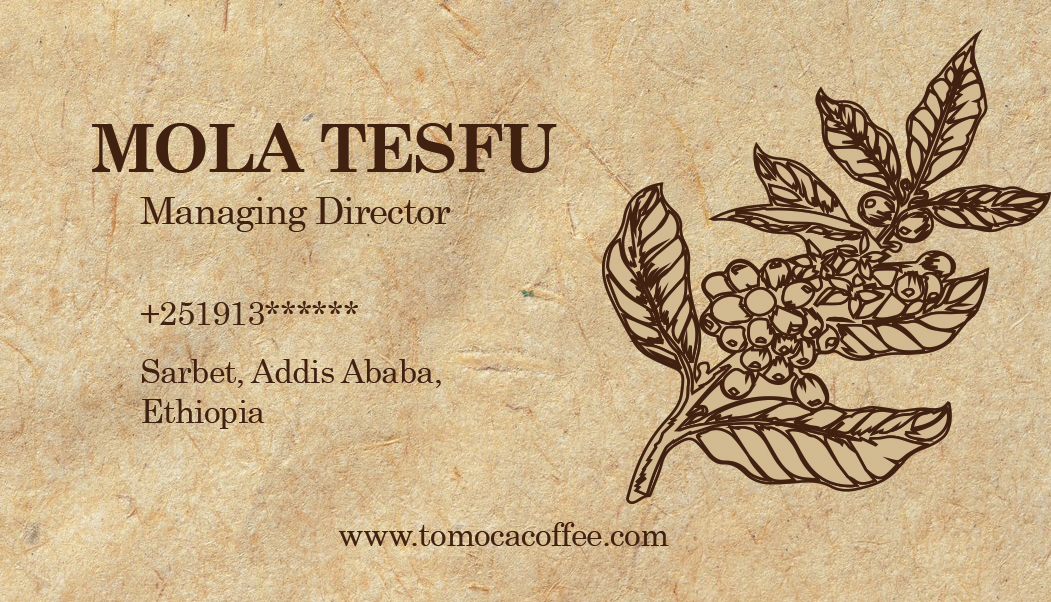 MOLA TESFU
Managing Director
+251913******
Sarbet, Addis Ababa,
Ethiopia
www.tomocacoffee.com